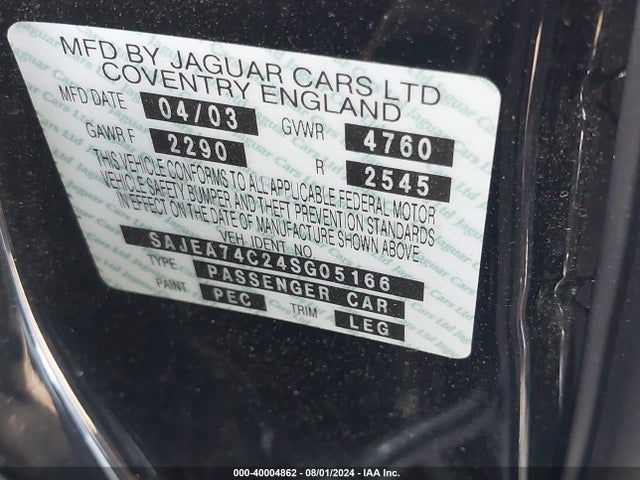 MFD BY JAGUAR CARS LTD
COVENTRY ENGLAND
MFD DATE 04/03 GVWR 4760
GAWR F 2290 R 2545
THIS VEHICLE CONFORMS TO ALL APPLICABLE FEDERAL MOTOR
VEHICLE SAFETY BUMPER AND THEFT PREVENTION STANDARDS
IN EFFECT ON THE DATE OF MANUFACTURE SHOWN ABOVE
VEH. IDENT NO.
SAJEA74C24SG05166
TYPE PASSENGER CAR
PAINT PEC TRIM LEG
000-40004862 - 08/01/2024 - IAA Inc.